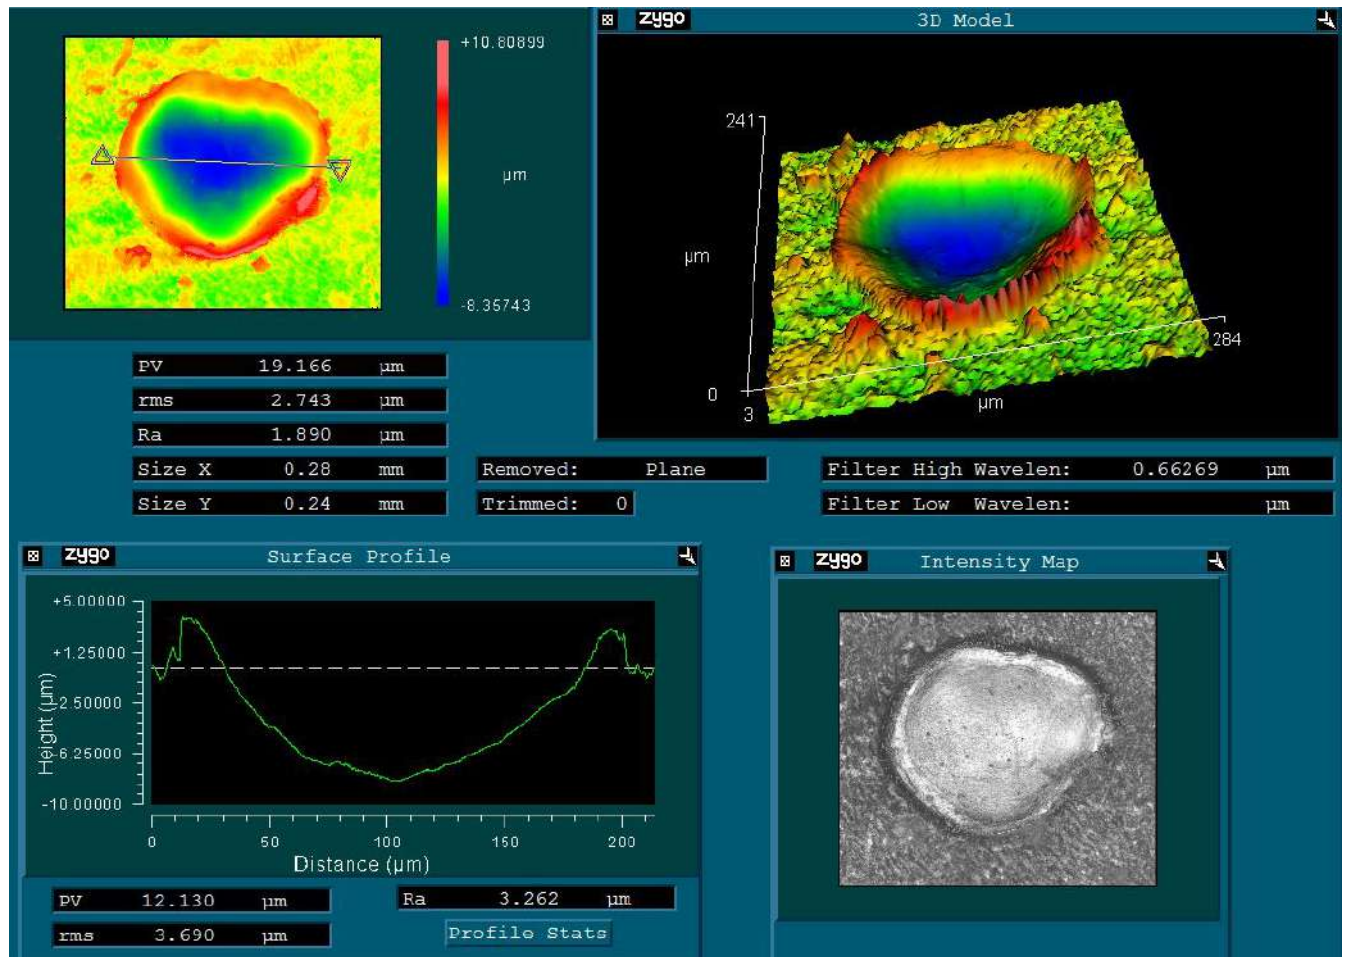 +10.80899
µm
-8.35743
zygo 3D Model
241
µm
0
3
µm
284
PV 19.166 µm
rms 2.743 µm
Ra 1.890 µm
Size X 0.28 mm
Size Y 0.24 mm
Removed: Plane
Trimmed: 0
Filter High Wavelen: 0.66269 µm
Filter Low Wavelen: µm
zygo Surface Profile
+5.00000
+1.25000
-2.50000
-6.25000
-10.00000
Height (µm)
0 50 100 150 200
Distance (µm)
PV 12.130 µm
rms 3.690 µm
Ra 3.262 µm
Profile Stats
zygo Intensity Map